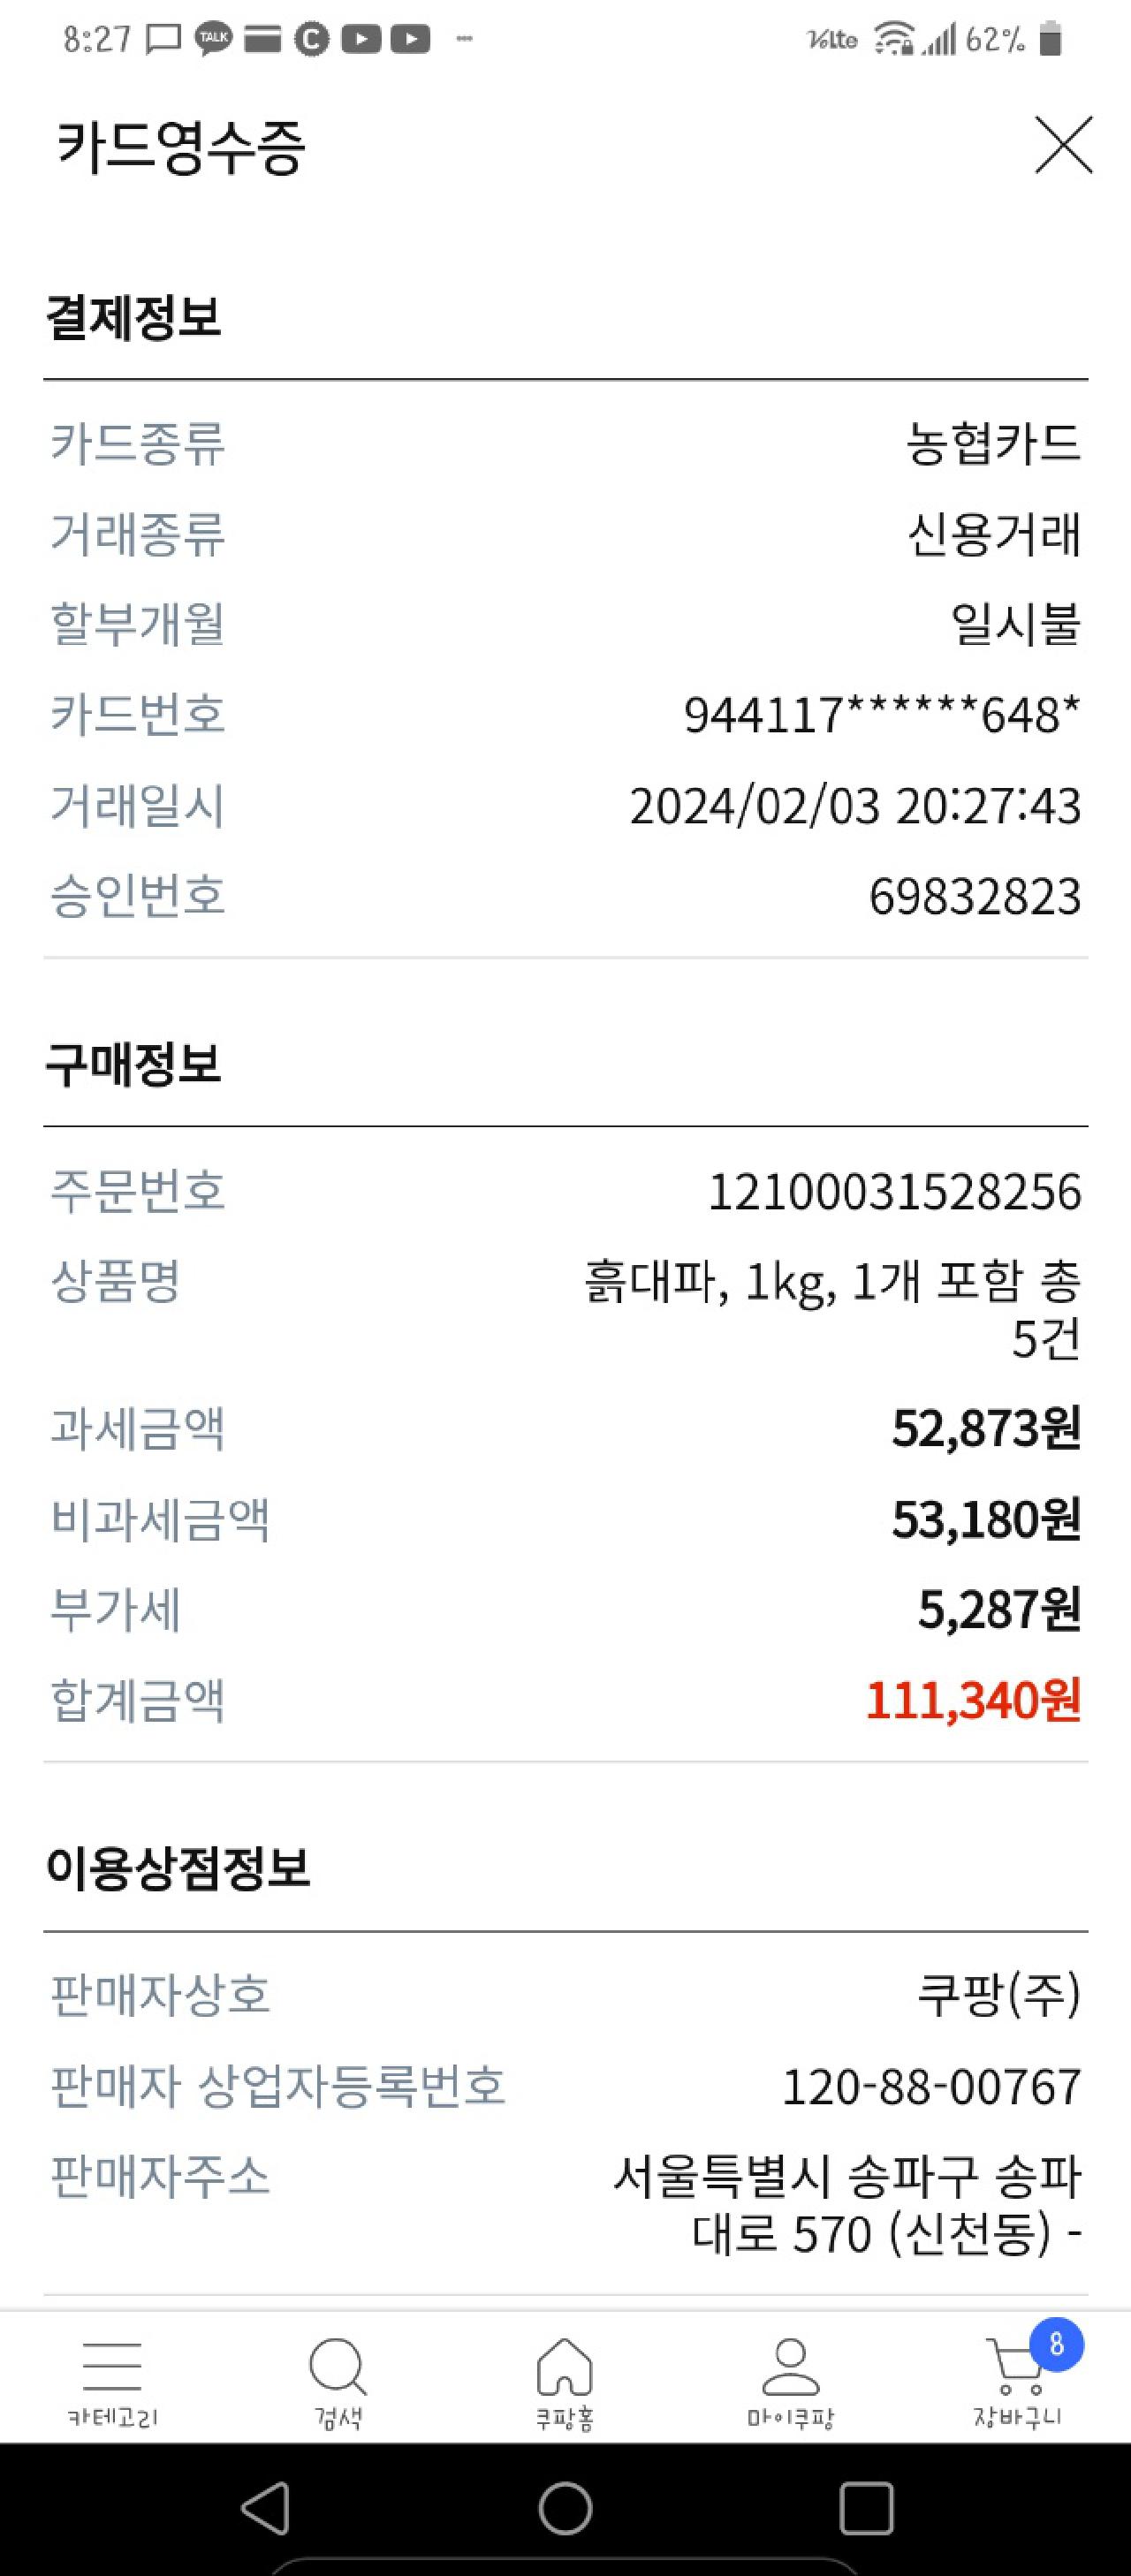 8:27 TALK C VoLte 62%
카드영수증
결제정보
카드종류 농협카드
거래종류 신용거래
할부개월 일시불
카드번호 944117******648*
거래일시 2024/02/03 20:27:43
승인번호 69832823
구매정보
주문번호 12100031528256
상품명 흙대파, 1kg, 1개 포함 총
5건
과세금액 52,873원
비과세금액 53,180원
부가세 5,287원
합계금액 111,340원
이용상점정보
판매자상호 쿠팡(주)
판매자 상업자등록번호 120-88-00767
판매자주소 서울특별시 송파구 송파
대로 570 (신천동) -
8
카테고리 검색 쿠팡홈 마이쿠팡 장바구니